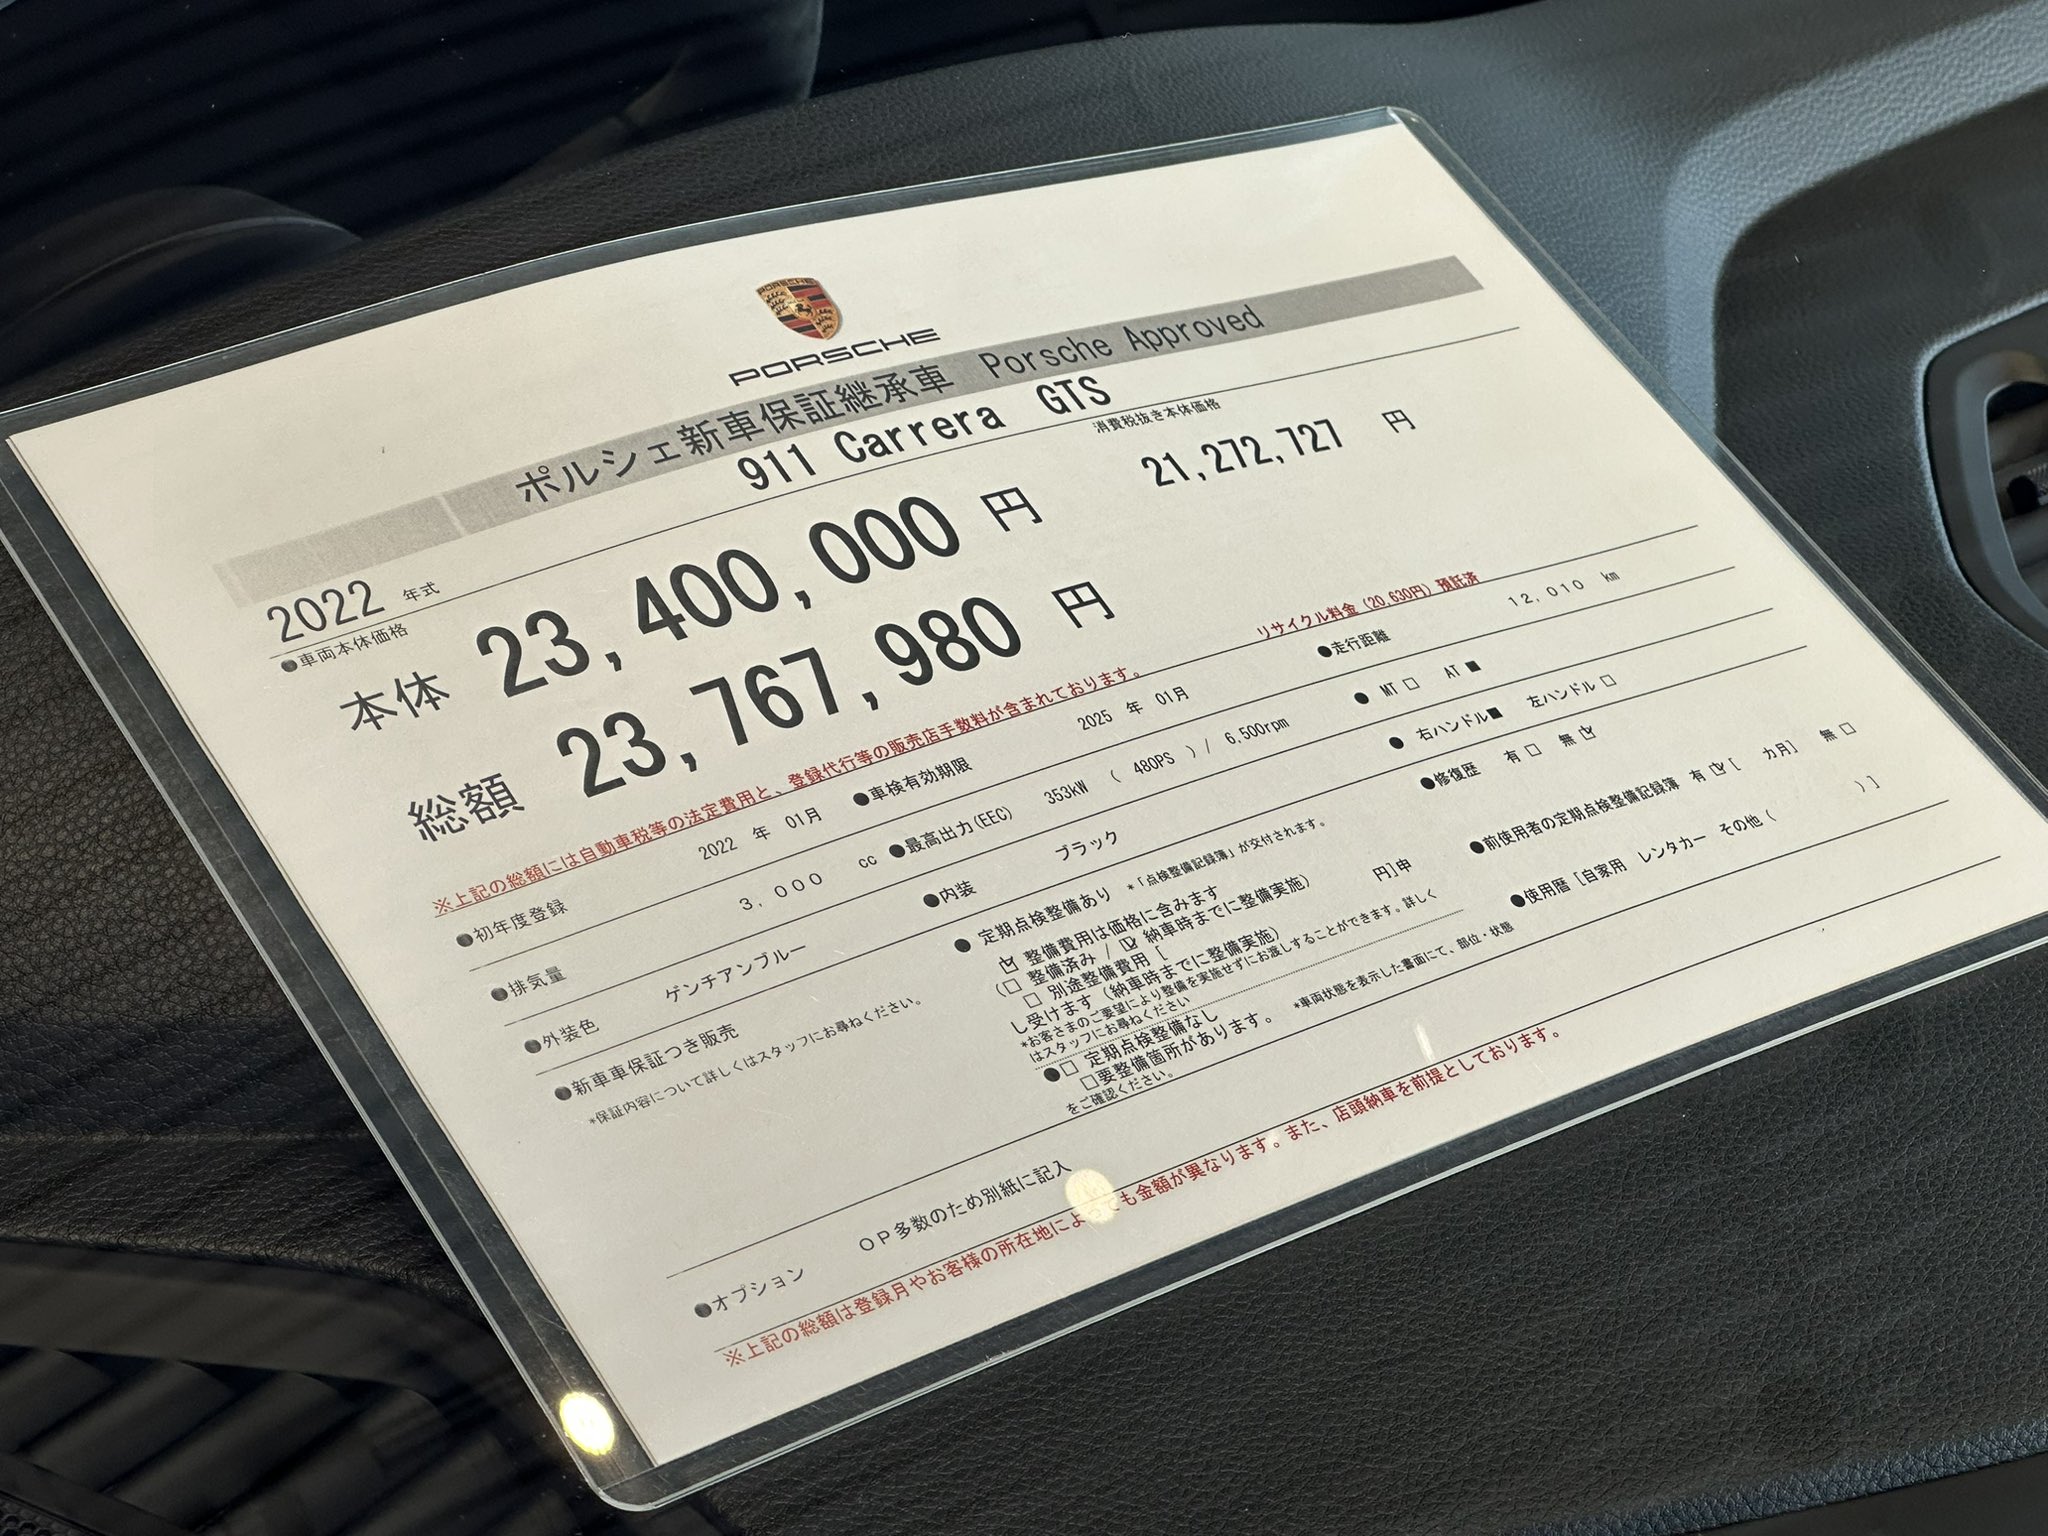 PORSCHE
ポルシェ新車保証継承車 Porsche Approved
2022 年式 911 Carrera GTS
●車両本体価格 消費税抜き本体価格
本体 23,400,000 円 21,272,727 円
総額 23,767,980 円 リサイクル料金(20,630円)預託済
※上記の総額には自動車税等の法定費用と、登録代行等の販売店手数料が含まれております。
●初年度登録 2022 年 01月 ●車検有効期限 2025 年 01月 ●走行距離 12,010 km
●排気量 3,000 cc ●最高出力(EEC) 353kW ( 480PS ) / 6,500rpm ● MT □ AT ■
●外装色 ゲンチアンブルー ●内装 ブラック ● 右ハンドル■ 左ハンドル □
●新車車保証つき販売
*保証内容について詳しくはスタッフにお尋ねください。
● 定期点検整備あり *「点検整備記録簿」が交付されます。
☑ 整備費用は価格に含みます
(□ 整備済み / ☑ 納車時までに整備実施)
□ 別途整備費用 [ 円]申
し受けます (納車時までに整備実施)
*お客さまのご要望により整備を実施せずにお渡しすることができます。詳しく
はスタッフにお尋ねください
●□ 定期点検整備なし
□要整備箇所があります。 *車両状態を表示した書面にて、部位・状態
をご確認ください。
●修復歴 有 □ 無 ☑
●前使用者の定期点検整備記録簿 有 ☑ [ カ月] 無 □
●使用暦 [自家用 レンタカー その他 ( ) ]
●オプション OP多数のため別紙に記入
※上記の総額は登録月やお客様の所在地によっても金額が異なります。また、店頭納車を前提としております。